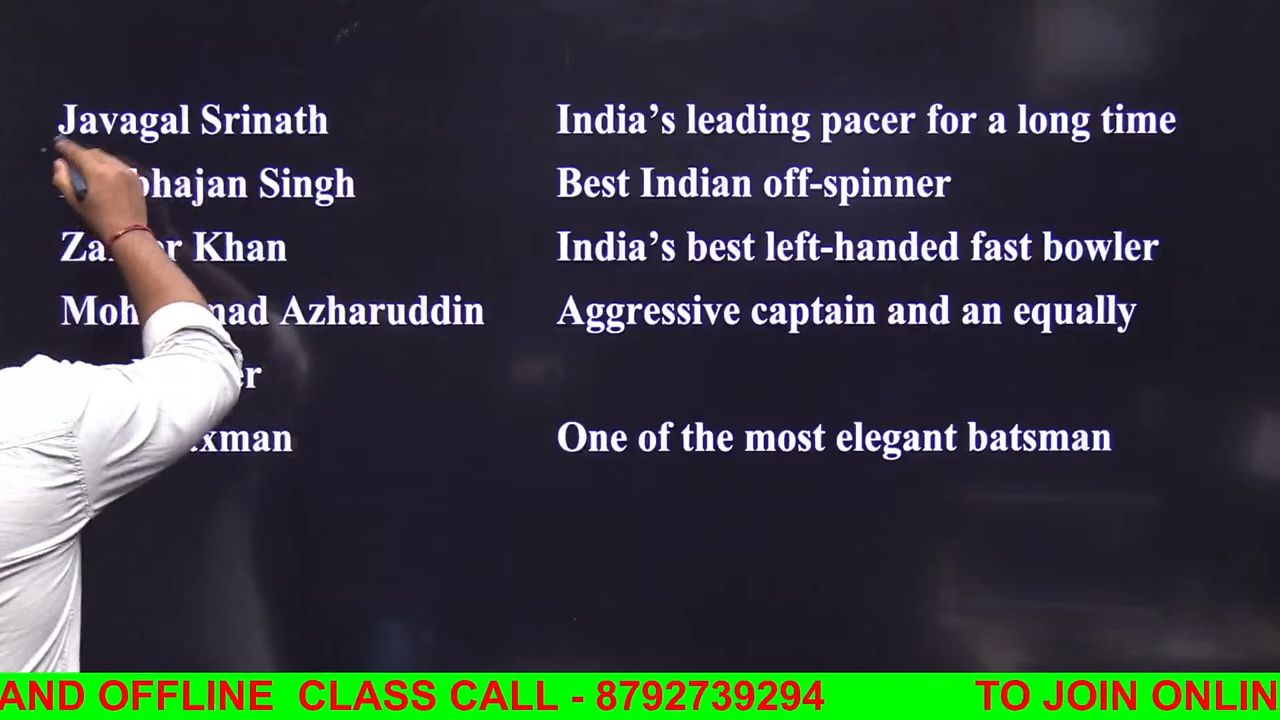 Javagal Srinath India’s leading pacer for a long time
Singh Best Indian off-spinner
Khan India’s best left-handed fast bowler
Azharuddin Aggressive captain and an equally
One of the most elegant batsman
AND OFFLINE CLASS CALL - 8792739294 TO JOIN ONLIN